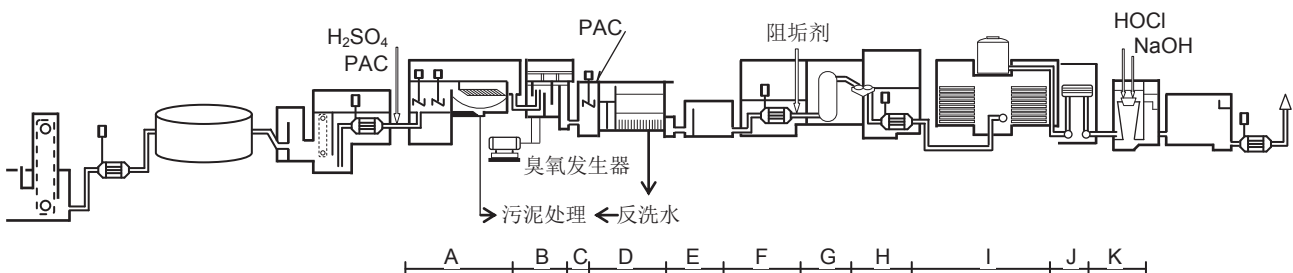 H₂SO₄
PAC
PAC
阻垢剂
HOCl
NaOH
臭氧发生器
污泥处理
反洗水
A B C D E F G H I J K